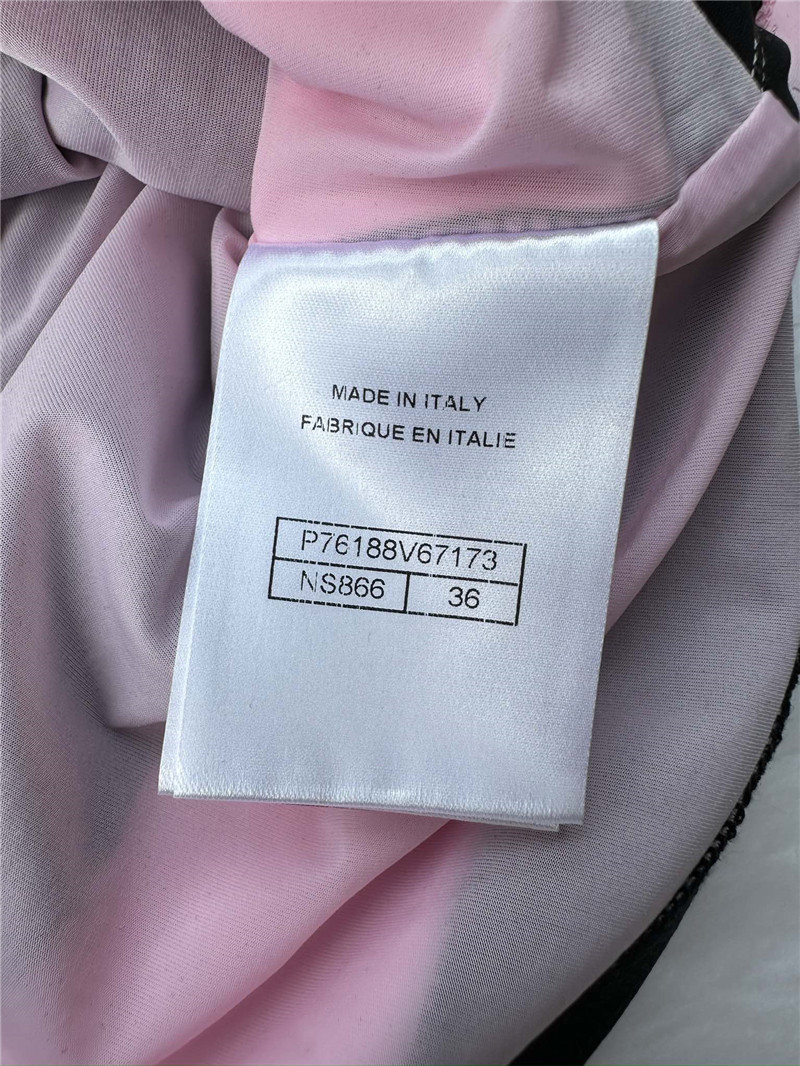 MADE IN ITALY
FABRIQUE EN ITALIE
P76188V67173
NS866 36